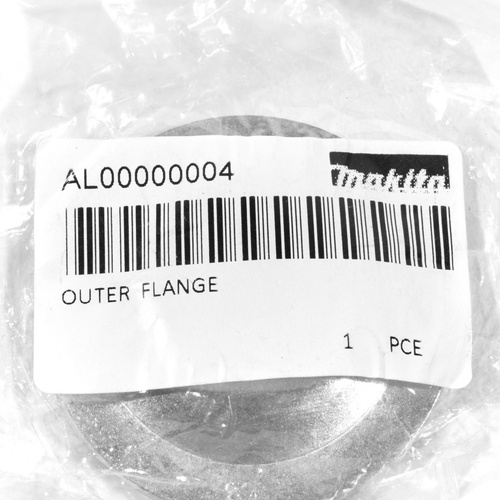 AL00000004
makita
OUTER FLANGE
1 PCE